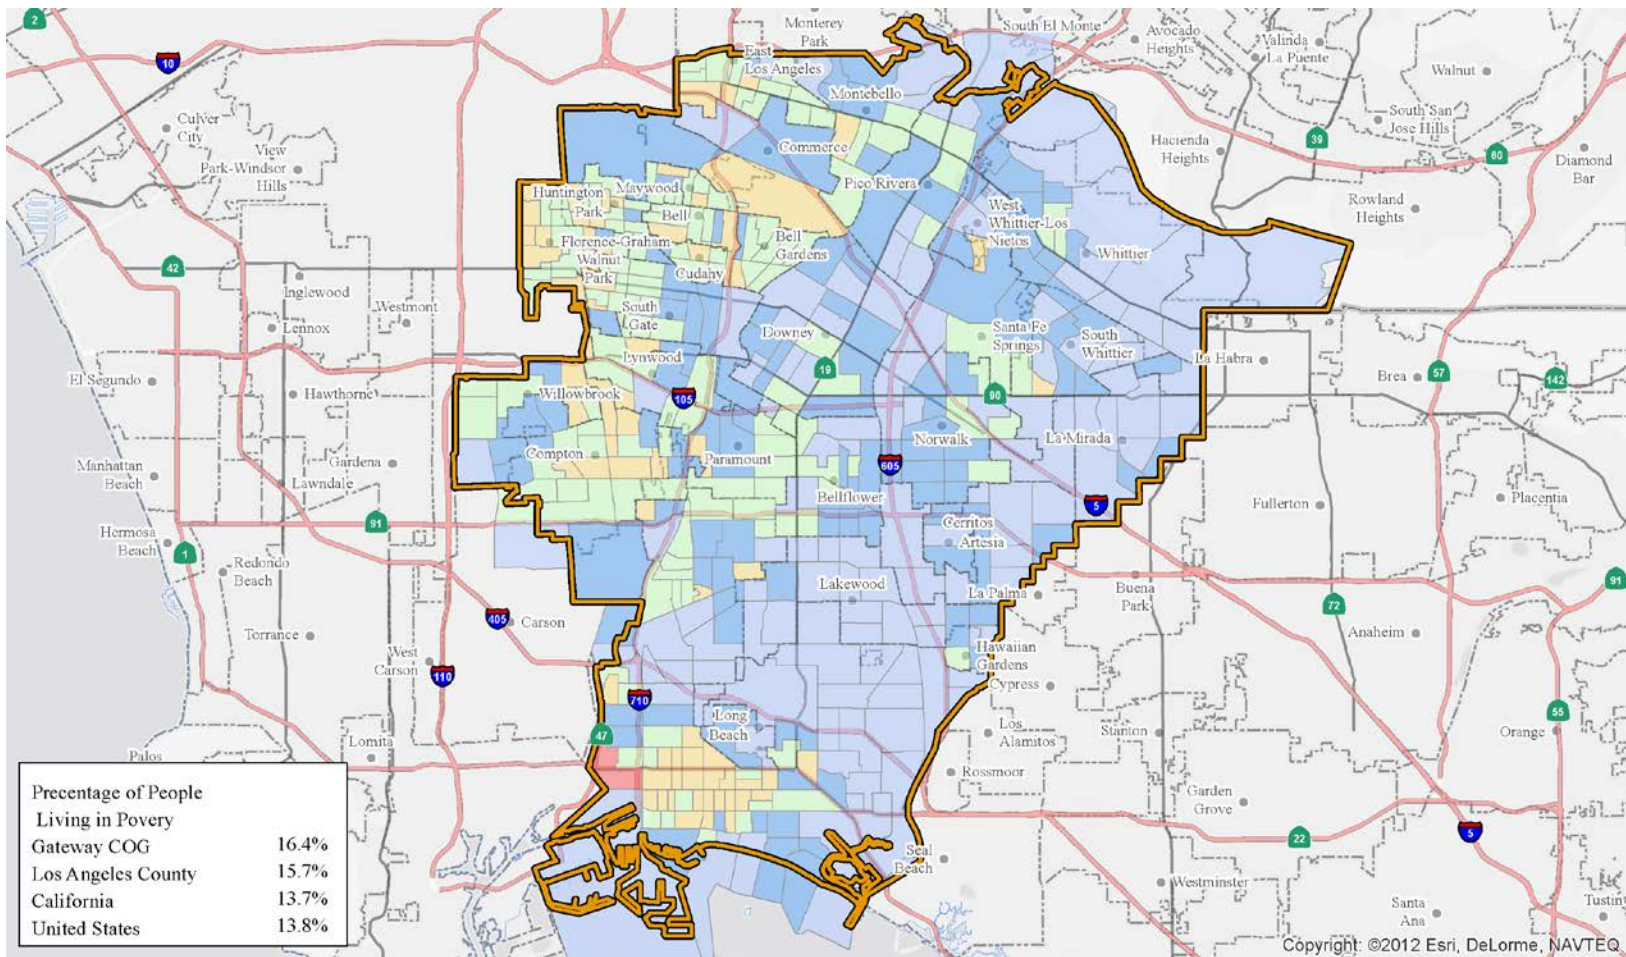 2
Monterey
Park
South El Monte
Avocado
Heights
Valinda
La Puente
Walnut
10
East
Los Angeles
Montebello
Culver
City
South San
Jose Hills
39
60
Hacienda
Heights
Diamond
Bar
View
Park-Windsor
Hills
Commerce
Pico Rivera
Rowland
Heights
Huntington
Park
Maywood
Bell
West
Whittier-Los
Nietos
Whittier
Florence-Graham
Walnut
Park
Bell
Gardens
Cudahy
42
Inglewood
Westmont
Lennox
South
Gate
Downey
Santa Fe
Springs
South
Whittier
Lynwood
La Habra
El Segundo
Hawthorne
19
Brea
57
142
Willowbrook
105
90
Norwalk
La Mirada
Compton
Paramount
605
Manhattan
Beach
Gardena
Lawndale
Bellflower
Fullerton
5
Placentia
Hermosa
Beach
91
1
Redondo
Beach
Cerritos
Artesia
Lakewood
La Palma
Buena
Park
91
72
Anaheim
Torrance
405
Carson
West
Carson
110
Hawaiian
Gardens
Cypress
710
Long
Beach
47
Los
Alamitos
Stanton
55
Orange
Lomita
Palos
Rossmoor
Garden
Grove
22
5
Seal
Beach
Westminster
Santa
Ana
Tustin
Precentage of People
Living in Povery
Gateway COG 16.4%
Los Angeles County 15.7%
California 13.7%
United States 13.8%
Copyright: ©2012 Esri, DeLorme, NAVTEQ